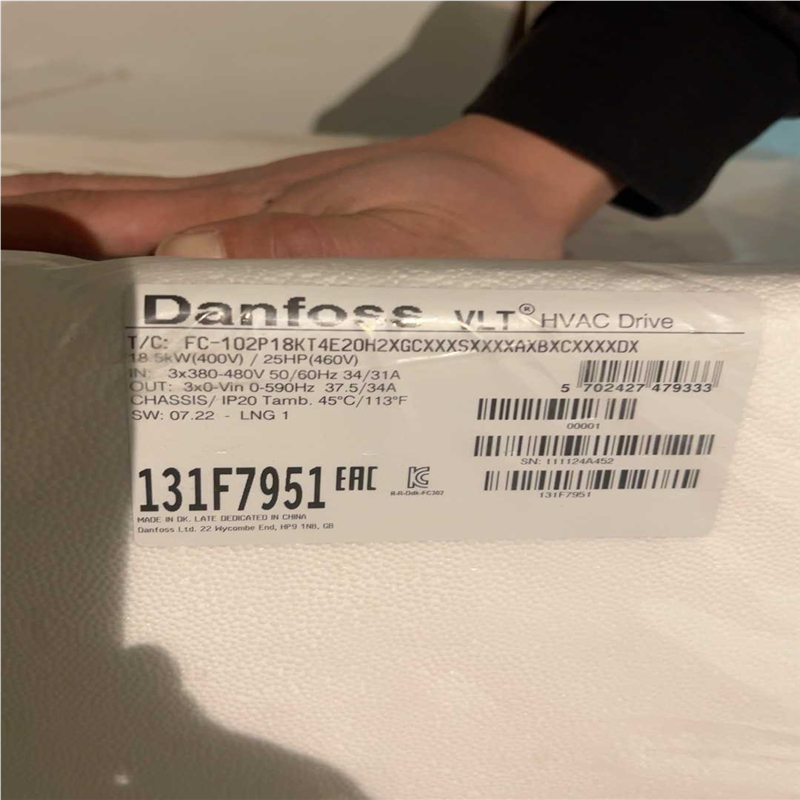 Danfoss VLT® HVAC Drive
T/C: FC-102P18KT4E20H2XGCXXXSXXXXAXBXCXXXXDX
18.5kW(400V) / 25HP(460V)
IN: 3x380-480V 50/60Hz 34/31A
OUT: 3x0-Vin 0-590Hz 37.5/34A
CHASSIS/ IP20 Tamb. 45°C/113°F
SW: 07.22 - LNG 1
5 702427 479333
00001
SN: 111124A452
131F7951
131F7951 EAC
R-R-DdK-FC302
MADE IN DK. LATE DEDICATED IN CHINA
Danfoss Ltd. 22 Wycombe End, HP9 1NB, GB